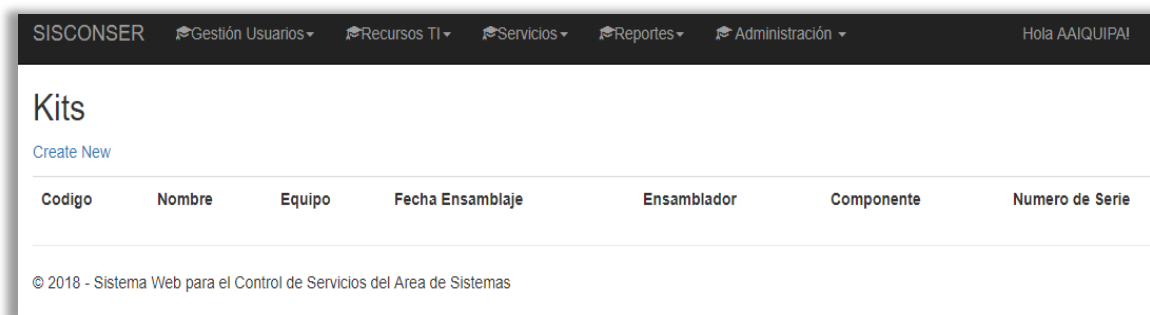 SISCONSER Gestión Usuarios Recursos TI Servicios Reportes Administración Hola AAIQUIPA!
Kits
Create New
Codigo Nombre Equipo Fecha Ensamblaje Ensamblador Componente Numero de Serie
© 2018 - Sistema Web para el Control de Servicios del Area de Sistemas